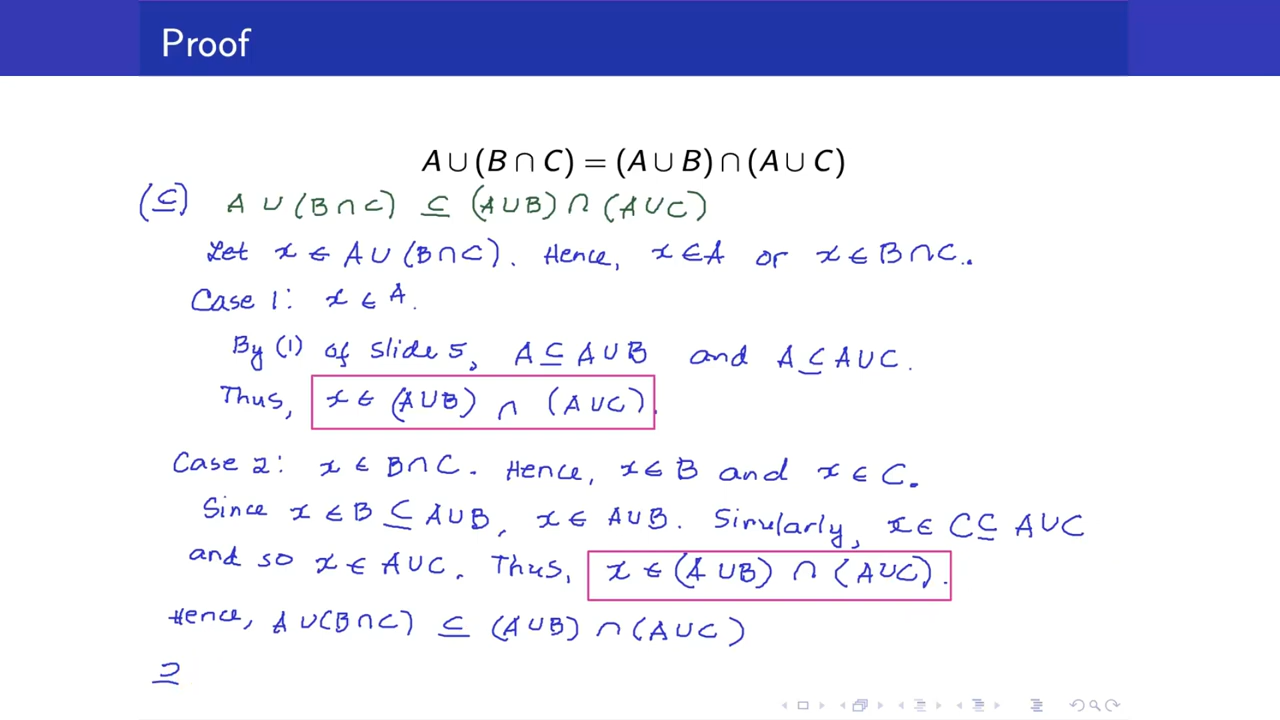 Proof
A ∪ (B ∩ C) = (A ∪ B) ∩ (A ∪ C)
(⊆) A ∪ (B ∩ C) ⊆ (A ∪ B) ∩ (A ∪ C)
Let x ∈ A ∪ (B ∩ C). Hence, x ∈ A or x ∈ B ∩ C.
Case 1: x ∈ A.
By (1) of slide 5, A ⊆ A ∪ B and A ⊆ A ∪ C.
Thus, x ∈ (A ∪ B) ∩ (A ∪ C).
Case 2: x ∈ B ∩ C. Hence, x ∈ B and x ∈ C.
Since x ∈ B ⊆ A ∪ B, x ∈ A ∪ B. Similarly, x ∈ C ⊆ A ∪ C
and so x ∈ A ∪ C. Thus, x ∈ (A ∪ B) ∩ (A ∪ C).
Hence, A ∪ (B ∩ C) ⊆ (A ∪ B) ∩ (A ∪ C)
⊇